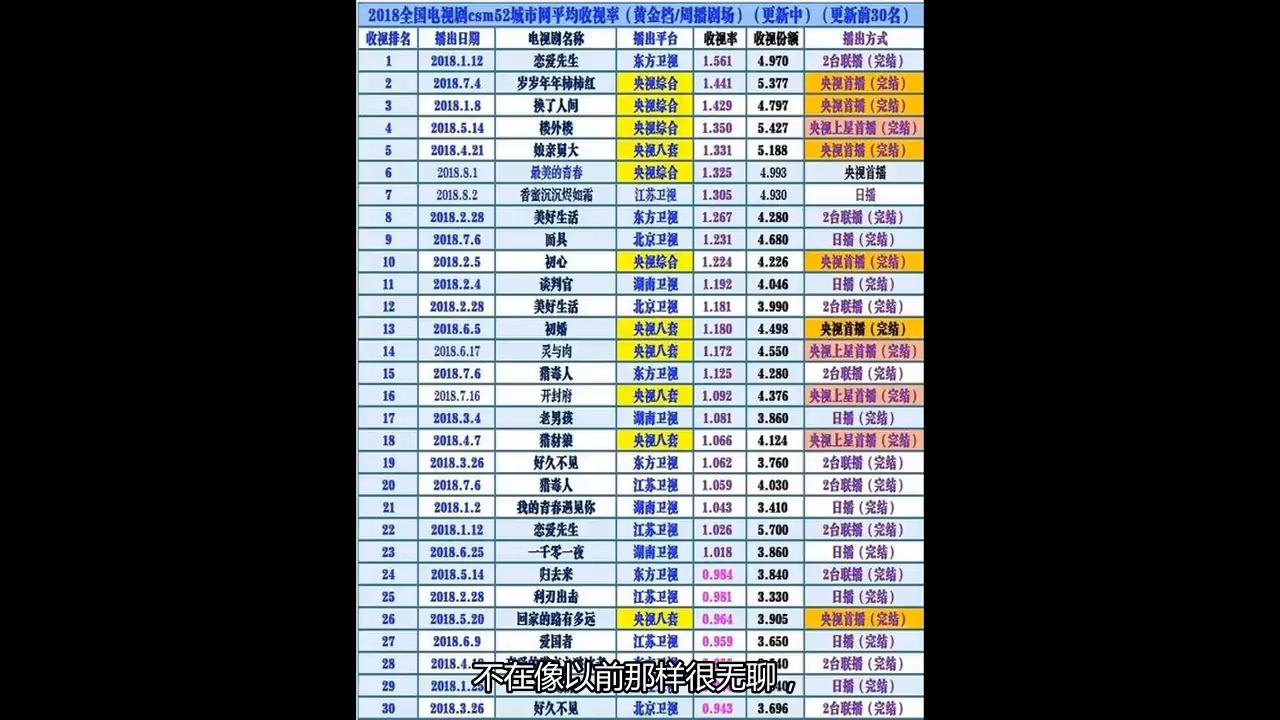 2018全国电视剧csm52城市网平均收视率（黄金档/周播剧场）（更新中）（更新前30名）
收视排名 播出日期 电视剧名称 播出平台 收视率 收视份额 播出方式
1 2018.1.12 恋爱先生 东方卫视 1.561 4.970 2台联播（完结）
2 2018.7.4 岁岁年年柿柿红 央视综合 1.441 5.377 央视首播（完结）
3 2018.1.8 换了人间 央视综合 1.429 4.797 央视首播（完结）
4 2018.5.14 楼外楼 央视综合 1.350 5.427 央视上星首播（完结）
5 2018.4.21 娘亲舅大 央视八套 1.331 5.188 央视首播（完结）
6 2018.8.1 最美的青春 央视综合 1.325 4.993 央视首播
7 2018.8.2 香蜜沉沉烬如霜 江苏卫视 1.305 4.930 日播
8 2018.2.28 美好生活 东方卫视 1.267 4.280 2台联播（完结）
9 2018.7.6 面具 北京卫视 1.231 4.680 日播（完结）
10 2018.2.5 初心 央视综合 1.224 4.226 央视首播（完结）
11 2018.2.4 谈判官 湖南卫视 1.192 4.046 日播（完结）
12 2018.2.28 美好生活 北京卫视 1.181 3.990 2台联播（完结）
13 2018.6.5 初婚 央视八套 1.180 4.498 央视首播（完结）
14 2018.6.17 灵与肉 央视八套 1.172 4.550 央视上星首播（完结）
15 2018.7.6 猎毒人 东方卫视 1.125 4.280 2台联播（完结）
16 2018.7.16 开封府 央视八套 1.092 4.376 央视上星首播（完结）
17 2018.3.4 老男孩 湖南卫视 1.081 3.860 日播（完结）
18 2018.4.7 猎豺狼 央视八套 1.066 4.124 央视上星首播（完结）
19 2018.3.26 好久不见 东方卫视 1.062 3.760 2台联播（完结）
20 2018.7.6 猎毒人 江苏卫视 1.059 4.030 2台联播（完结）
21 2018.1.2 我的青春遇见你 湖南卫视 1.043 3.410 日播（完结）
22 2018.1.12 恋爱先生 江苏卫视 1.026 5.700 2台联播（完结）
23 2018.6.25 一千零一夜 湖南卫视 1.018 3.860 日播（完结）
24 2018.5.14 归去来 东方卫视 0.984 3.840 2台联播（完结）
25 2018.2.28 利刃出击 江苏卫视 0.981 3.330 日播（完结）
26 2018.5.20 回家的路有多远 央视八套 0.964 3.905 央视首播（完结）
27 2018.6.9 爱国者 江苏卫视 0.959 3.650 日播（完结）
28 2台联播（完结）
29 日播（完结）
不在像以前那样很无聊，
30 2018.3.26 好久不见 北京卫视 0.943 3.696 2台联播（完结）